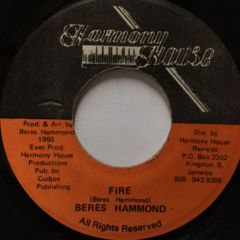 Harmony
House
Prod. & Arr. by
Beres Hammond
1993
Exec Prod.
Harmony House
Productions
Pub. by
Cudjoe
Publishing
Dist by
Harmony House
Records
P.O. Box 2302
Kingston 8,
Jamaica
809-942-9268
FIRE
(Beres Hammond)
BERES HAMMOND
All Rights Reserved